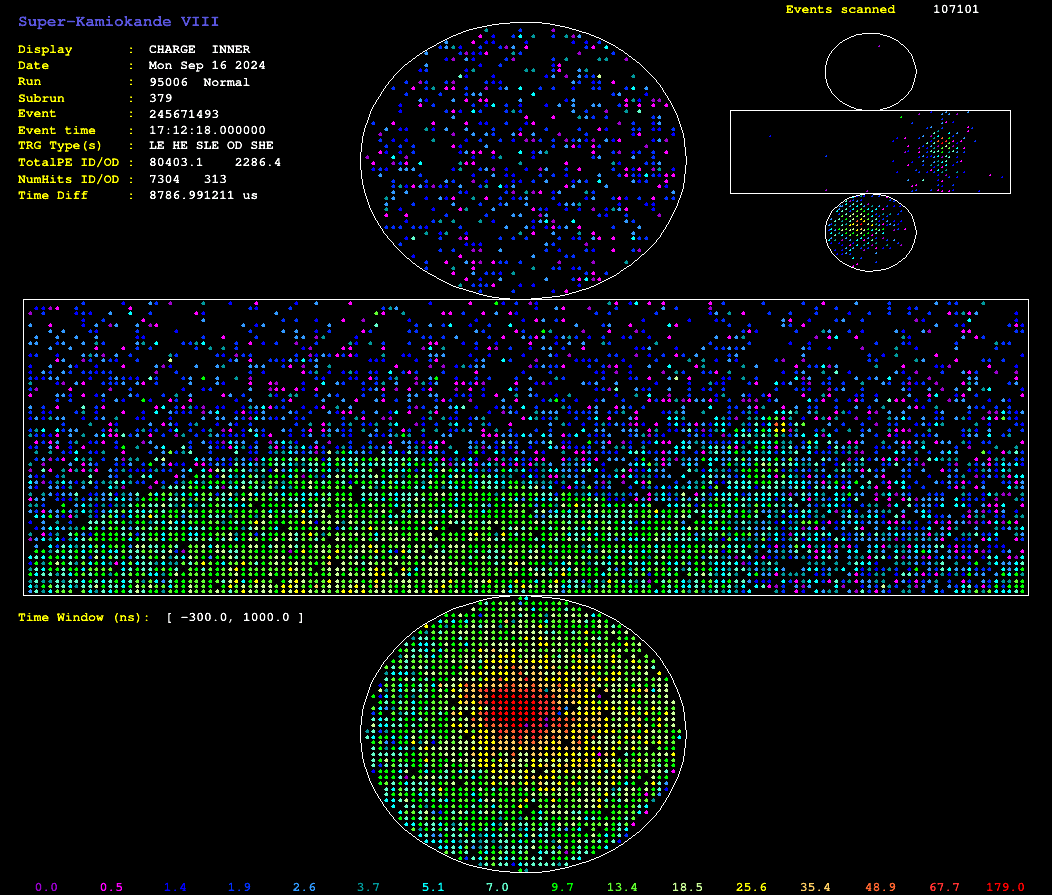 Super-Kamiokande VIII
Events scanned 107101
Display : CHARGE INNER
Date : Mon Sep 16 2024
Run : 95006 Normal
Subrun : 379
Event : 245671493
Event time : 17:12:18.000000
TRG Type(s) : LE HE SLE OD SHE
TotalPE ID/OD : 80403.1 2286.4
NumHits ID/OD : 7304 313
Time Diff : 8786.991211 us
Time Window (ns): [ -300.0, 1000.0 ]
0.0 0.5 1.4 1.9 2.6 3.7 5.1 7.0 9.7 13.4 18.5 25.6 35.4 48.9 67.7 179.0